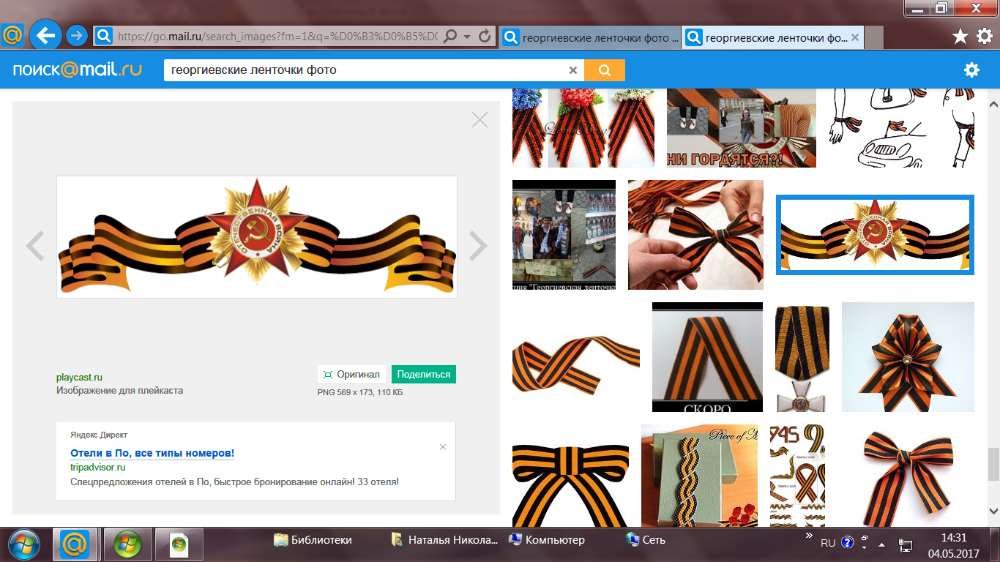 https://go.mail.ru/search_images?fm=1&q=%D0%B3%D0%B5%D(
георгиевские ленточки фото ...
георгиевские ленточки фо...
поиск@mail.ru
георгиевские ленточки фото
НИ ГОРДЯТСЯ?!
ОТЕЧЕСТВЕННАЯ ВОЙНА
ОТЕЧЕСТВЕННАЯ ВОЙНА
ция "Георгиевская ленточка
СКОРО
playcast.ru
Изображение для плейкаста
Оригинал
Поделиться
PNG 569 x 173, 110 КБ
Яндекс.Директ
Отели в По, все типы номеров!
tripadvisor.ru
Спецпредложения отелей в По, быстрое бронирование онлайн! 33 отеля!
Piece of
1945
Библиотеки
Наталья Никола...
Компьютер
Сеть
RU
14:31
04.05.2017